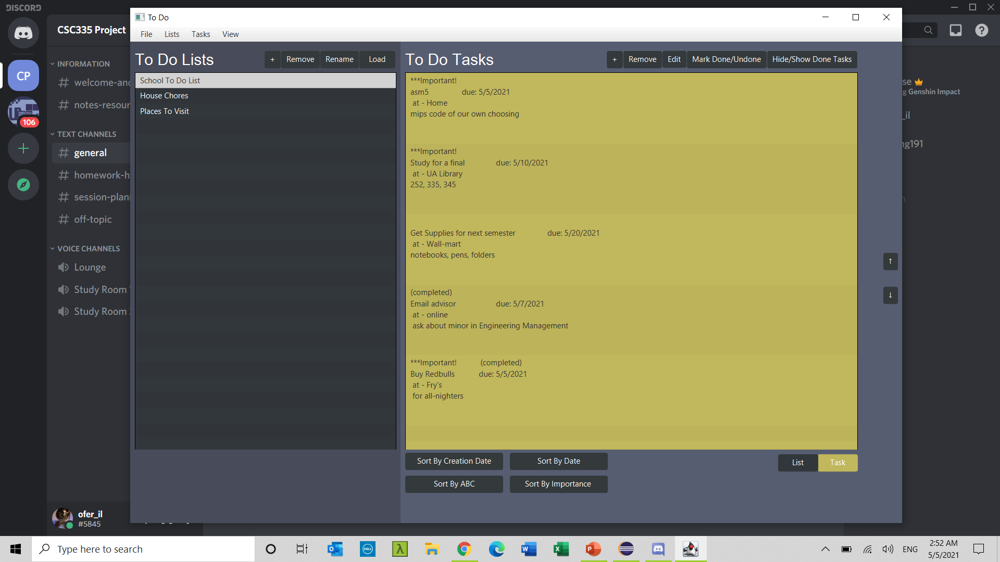 DISCORD
CSC335 Project
INFORMATION
welcome-and
notes-resour
TEXT CHANNELS
general
homework-h
session-plann
off-topic
VOICE CHANNELS
Lounge
Study Room
Study Room
ofer_il
#5845
CP
106
To Do
File Lists Tasks View
To Do Lists + Remove Rename Load
School To Do List
House Chores
Places To Visit
To Do Tasks + Remove Edit Mark Done/Undone Hide/Show Done Tasks
***Important!
asm5 due: 5/5/2021
at - Home
mips code of our own choosing
***Important!
Study for a final due: 5/10/2021
at - UA Library
252, 335, 345
Get Supplies for next semester due: 5/20/2021
at - Wall-mart
notebooks, pens, folders
(completed)
Email advisor due: 5/7/2021
at - online
ask about minor in Engineering Management
***Important! (completed)
Buy Redbulls due: 5/5/2021
at - Fry's
for all-nighters
↑
↓
Sort By Creation Date Sort By Date
Sort By ABC Sort By Importance
List Task
se
g Genshin Impact
_il
ng191
Type here to search
ENG
2:52 AM
5/5/2021